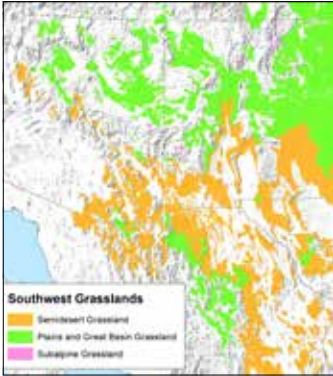 Southwest Grasslands
Semidesert Grassland
Plains and Great Basin Grassland
Subalpine Grassland